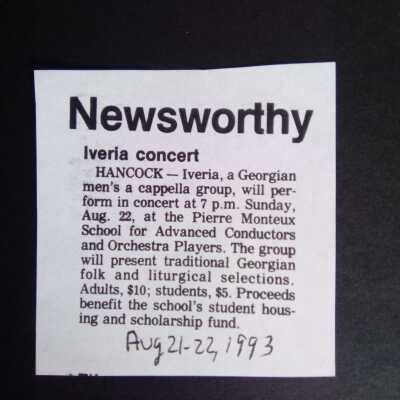 Newsworthy
Iveria concert
HANCOCK — Iveria, a Georgian
men's a cappella group, will per-
form in concert at 7 p.m. Sunday,
Aug. 22, at the Pierre Monteux
School for Advanced Conductors
and Orchestra Players. The group
will present traditional Georgian
folk and liturgical selections.
Adults, $10; students, $5. Proceeds
benefit the school's student hous-
ing and scholarship fund.
Aug 21-22, 1993